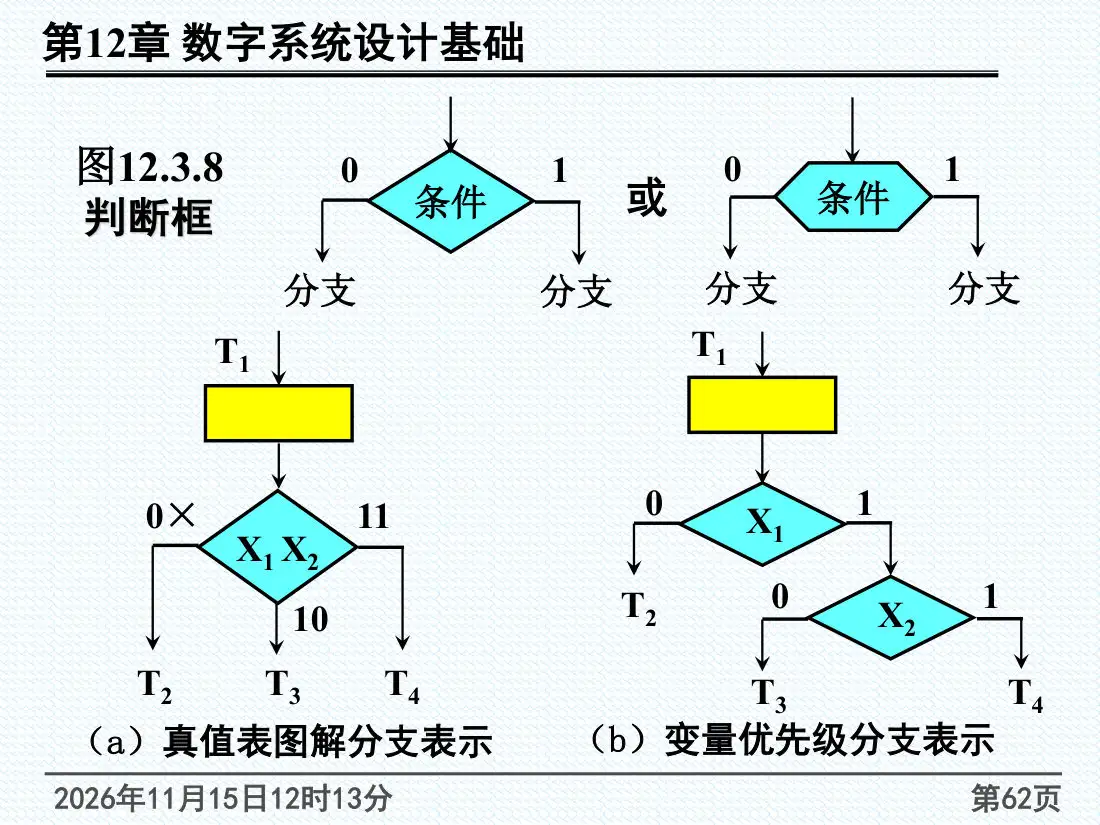 第12章 数字系统设计基础
图12.3.8
判断框
0
条件
1
分支
分支
或
0
条件
1
分支
分支
T₁
0×
X₁ X₂
11
10
T₂
T₃
T₄
（a）真值表图解分支表示
T₁
0
X₁
1
T₂
0
X₂
1
T₃
T₄
（b）变量优先级分支表示
2026年11月15日12时13分
第62页